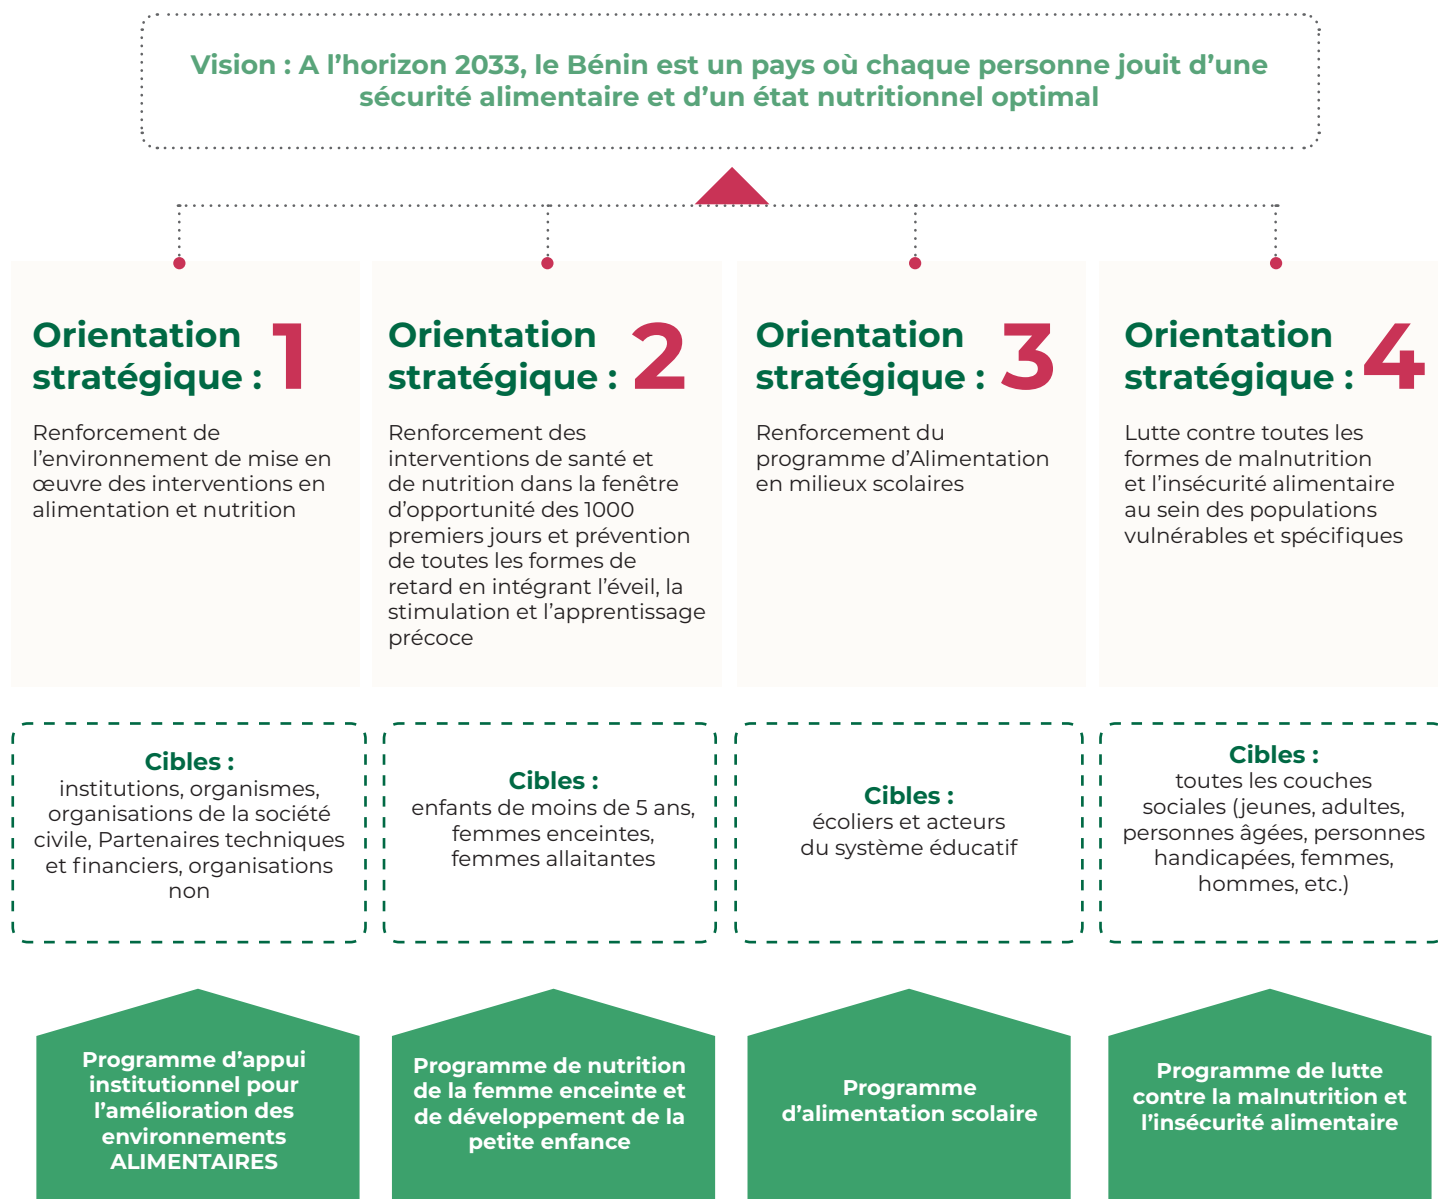 Vision : A l’horizon 2033, le Bénin est un pays où chaque personne jouit d’une
sécurité alimentaire et d’un état nutritionnel optimal
Orientation
stratégique : 1
Renforcement de
l’environnement de mise en
œuvre des interventions en
alimentation et nutrition
Orientation
stratégique : 2
Renforcement des
interventions de santé et
de nutrition dans la fenêtre
d’opportunité des 1000
premiers jours et prévention
de toutes les formes de
retard en intégrant l’éveil, la
stimulation et l’apprentissage
précoce
Orientation
stratégique : 3
Renforcement du
programme d’Alimentation
en milieux scolaires
Orientation
stratégique : 4
Lutte contre toutes les
formes de malnutrition
et l’insécurité alimentaire
au sein des populations
vulnérables et spécifiques
Cibles :
institutions, organismes,
organisations de la société
civile, Partenaires techniques
et financiers, organisations
non
Cibles :
enfants de moins de 5 ans,
femmes enceintes,
femmes allaitantes
Cibles :
écoliers et acteurs
du système éducatif
Cibles :
toutes les couches
sociales (jeunes, adultes,
personnes âgées, personnes
handicapées, femmes,
hommes, etc.)
Programme d’appui
institutionnel pour
l’amélioration des
environnements
ALIMENTAIRES
Programme de nutrition
de la femme enceinte et
de développement de la
petite enfance
Programme
d’alimentation scolaire
Programme de lutte
contre la malnutrition et
l’insécurité alimentaire